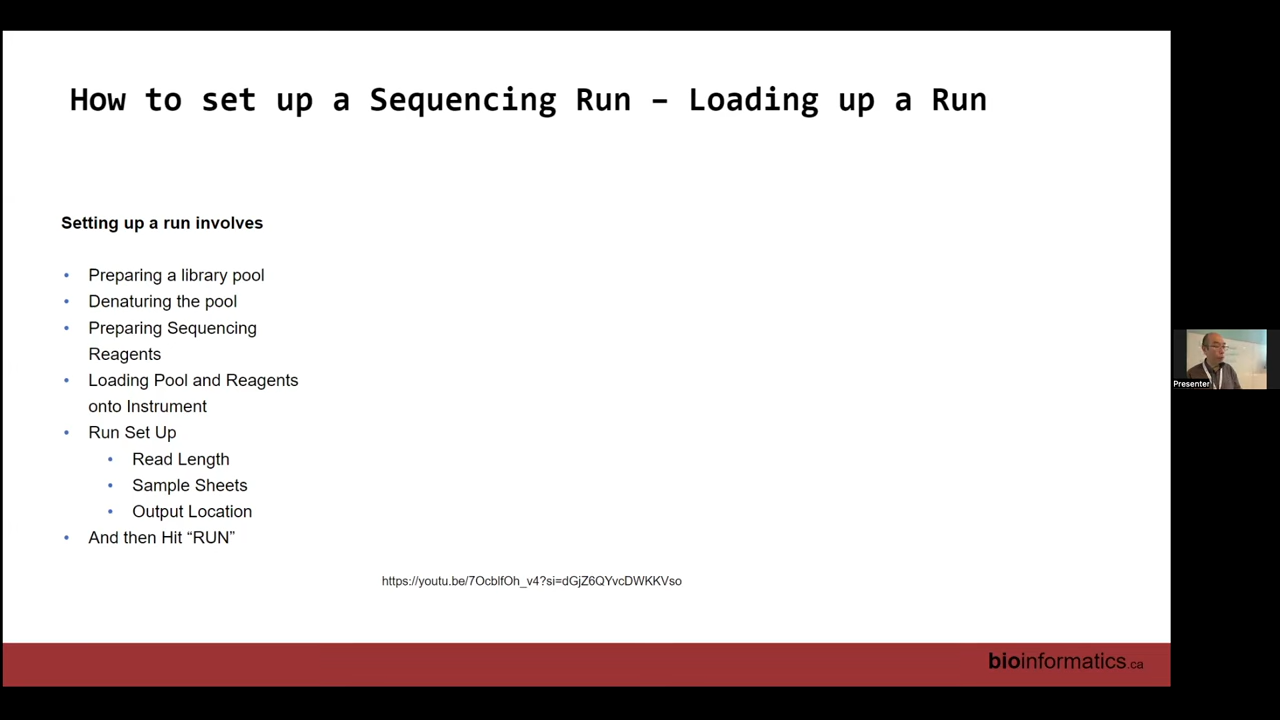 How to set up a Sequencing Run – Loading up a Run
Setting up a run involves
• Preparing a library pool
• Denaturing the pool
• Preparing Sequencing
Reagents
• Loading Pool and Reagents
onto Instrument
• Run Set Up
• Read Length
• Sample Sheets
• Output Location
• And then Hit “RUN”
https://youtu.be/7OcblfOh_v4?si=dGjZ6QYvcDWKKVso
bioinformatics.ca
Presenter